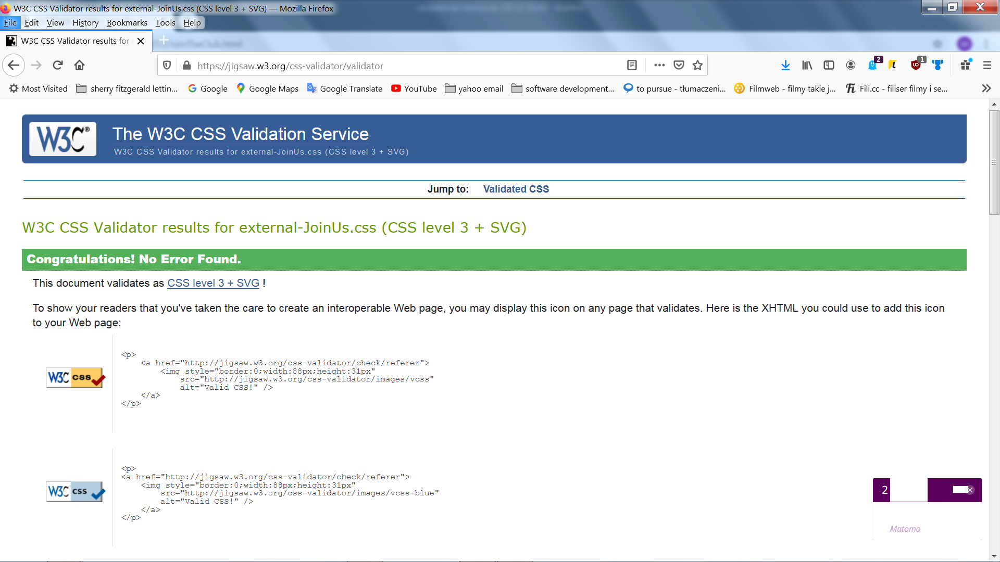 W3C CSS Validator results for external-JoinUs.css (CSS level 3 + SVG) — Mozilla Firefox
File Edit View History Bookmarks Tools Help
W3C CSS Validator results for
https://jigsaw.w3.org/css-validator/validator
2
1
Most Visited sherry fitzgerald lettin... Google Google Maps Google Translate YouTube yahoo email software development... to pursue - tłumaczeni... Filmweb - filmy takie j... Fili.cc - filiser filmy i se...
W3C®
The W3C CSS Validation Service
W3C CSS Validator results for external-JoinUs.css (CSS level 3 + SVG)
Jump to: Validated CSS
W3C CSS Validator results for external-JoinUs.css (CSS level 3 + SVG)
Congratulations! No Error Found.
This document validates as CSS level 3 + SVG !
To show your readers that you've taken the care to create an interoperable Web page, you may display this icon on any page that validates. Here is the XHTML you could use to add this icon
to your Web page:
W3C css
<p>
<a href="http://jigsaw.w3.org/css-validator/check/referer">
<img style="border:0;width:88px;height:31px"
src="http://jigsaw.w3.org/css-validator/images/vcss"
alt="Valid CSS!" />
</a>
</p>
W3C css
<p>
<a href="http://jigsaw.w3.org/css-validator/check/referer">
<img style="border:0;width:88px;height:31px"
src="http://jigsaw.w3.org/css-validator/images/vcss-blue"
alt="Valid CSS!" />
</a>
</p>
2
Matomo